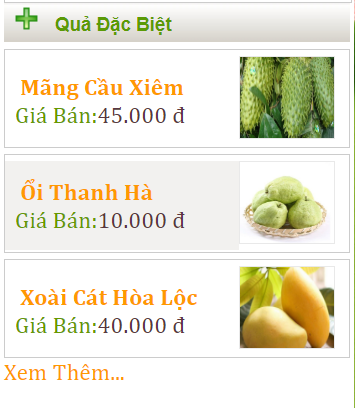 Quả Đặc Biệt
Mãng Cầu Xiêm
Giá Bán:45.000 đ
Ổi Thanh Hà
Giá Bán:10.000 đ
Xoài Cát Hòa Lộc
Giá Bán:40.000 đ
Xem Thêm...